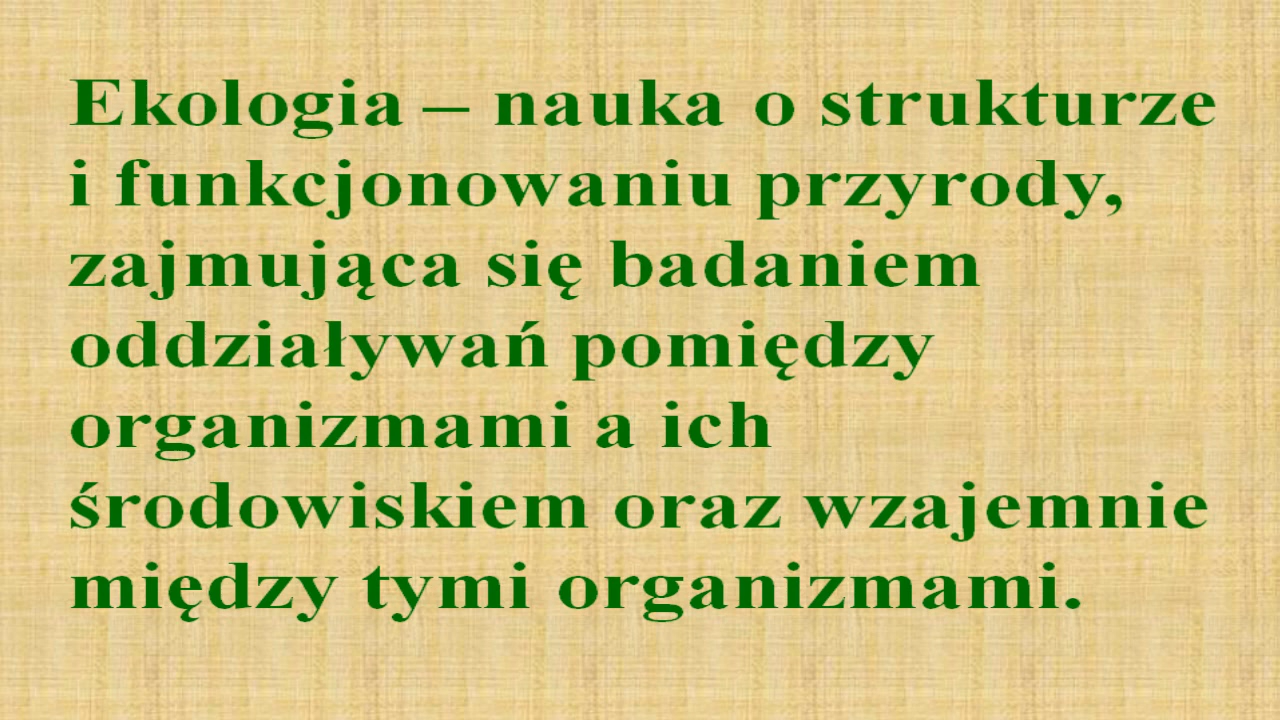 Ekologia – nauka o strukturze
i funkcjonowaniu przyrody,
zajmująca się badaniem
oddziaływań pomiędzy
organizmami a ich
środowiskiem oraz wzajemnie
między tymi organizmami.